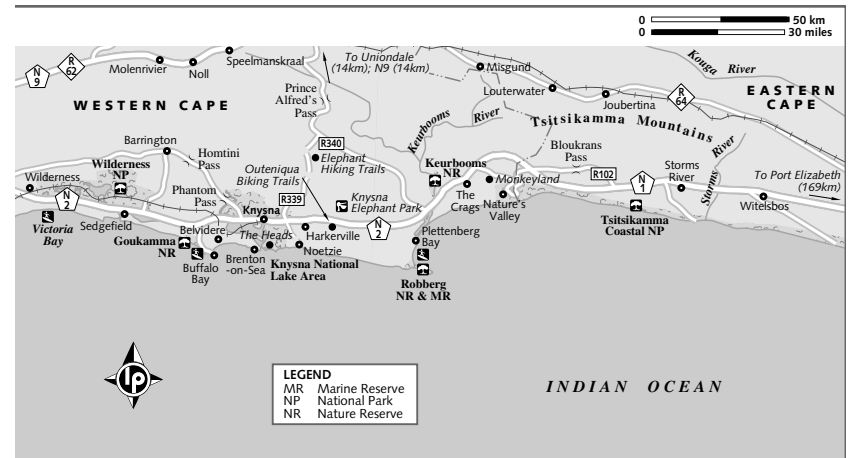 0 50 km
0 30 miles
To Uniondale
(14km); N9 (14km)
Speelmanskraal
Molenrivier
Noll
R
62
N
9
WESTERN CAPE
Prince
Alfred's
Pass
Misgund
Louterwater
Joubertina
R
64
Kouga River
EASTERN
CAPE
Keurbooms River
Tsitsikamma Mountains
Barrington
Homtini
Pass
R340
Elephant
Hiking Trails
Outeniqua
Biking Trails
Wilderness
NP
Wilderness
N
2
Phantom
Pass
R339
Knysna
Elephant Park
Keurbooms
NR
The
Crags
Monkeyland
Nature's
Valley
Bloukrans
Pass
R102
N
1
Storms
River
Storms River
To Port Elizabeth
(169km)
Witelsbos
Tsitsikamma
Coastal NP
Victoria
Bay
Sedgefield
Goukamma
NR
Belvidere
Buffalo
Bay
Knysna
The Heads
Brenton
-on-Sea
Harkerville
Noetzie
Knysna National
Lake Area
N
2
Plettenberg
Bay
Robberg
NR & MR
lp
LEGEND
MR Marine Reserve
NP National Park
NR Nature Reserve
INDIAN OCEAN